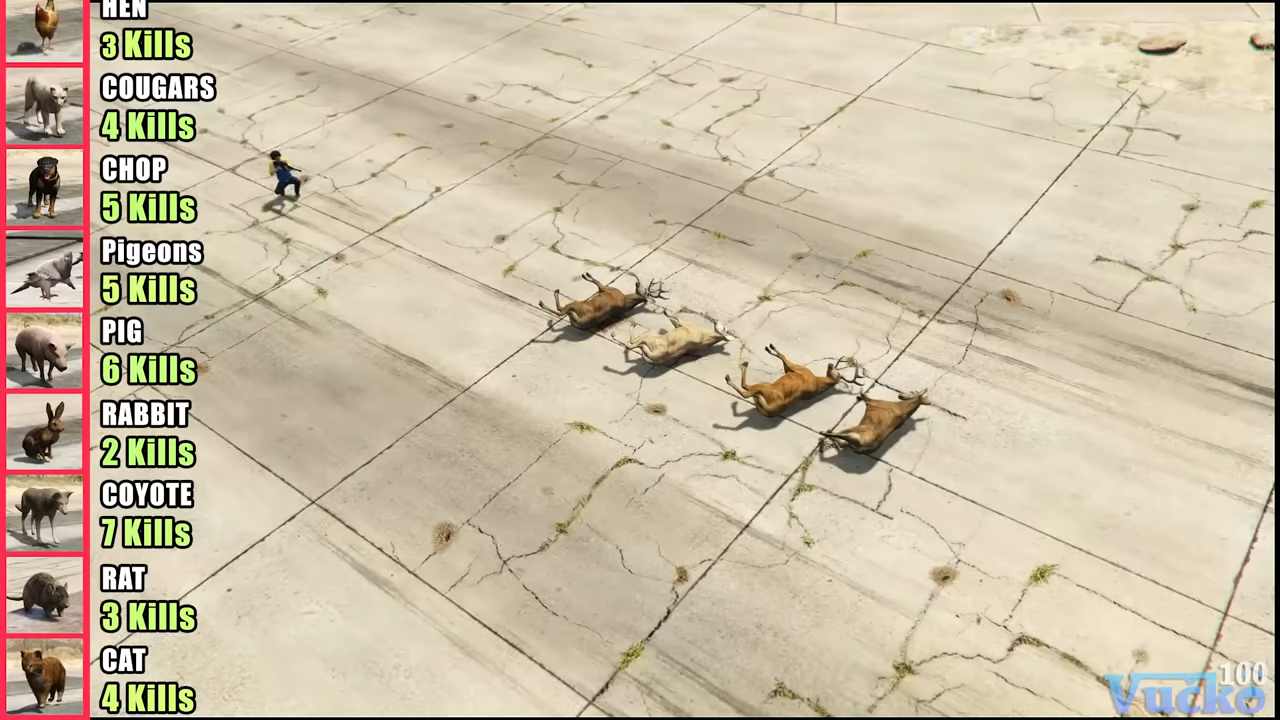 HEN
3 Kills
COUGARS
4 Kills
CHOP
5 Kills
Pigeons
5 Kills
PIG
6 Kills
RABBIT
2 Kills
COYOTE
7 Kills
RAT
3 Kills
CAT
4 Kills
100
Vucko